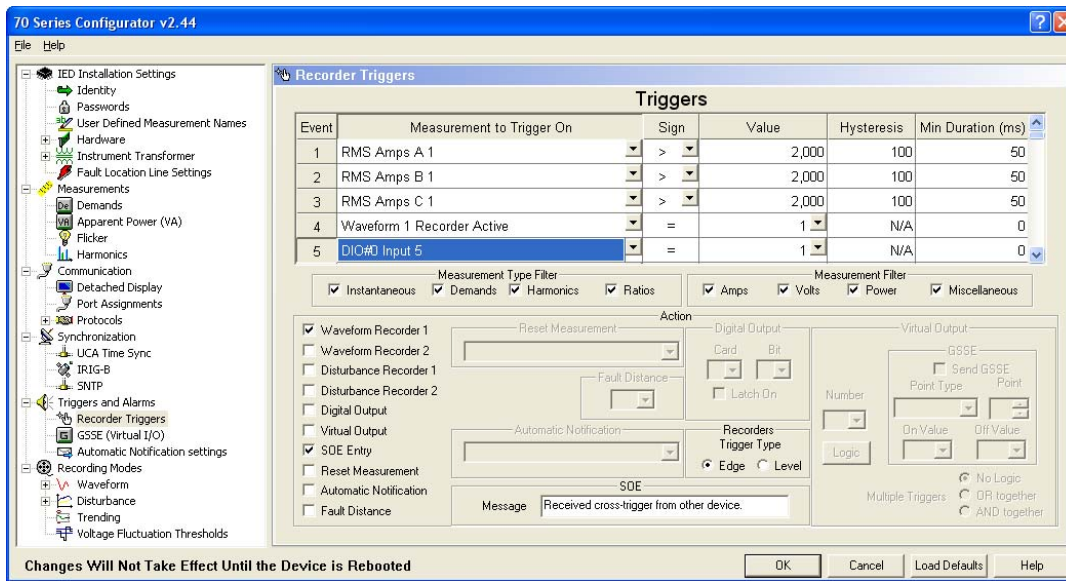 70 Series Configurator v2.44
File Help
IED Installation Settings
Identity
Passwords
User Defined Measurement Names
Hardware
Instrument Transformer
Fault Location Line Settings
Measurements
De Demands
VA Apparent Power (VA)
Flicker
Harmonics
Communication
Detached Display
Port Assignments
Protocols
Synchronization
UCA Time Sync
IRIG-B
SNTP
Triggers and Alarms
Recorder Triggers
G GSSE (Virtual I/O)
Automatic Notification settings
Recording Modes
Waveform
Disturbance
Trending
Voltage Fluctuation Thresholds
Recorder Triggers
Triggers
Event Measurement to Trigger On Sign Value Hysteresis Min Duration (ms)
1 RMS Amps A 1 > 2,000 100 50
2 RMS Amps B 1 > 2,000 100 50
3 RMS Amps C 1 > 2,000 100 50
4 Waveform 1 Recorder Active = 1 N/A 0
5 DIO#0 Input 5 = 1 N/A 0
Measurement Type Filter
Instantaneous Demands Harmonics Ratios
Measurement Filter
Amps Volts Power Miscellaneous
Action
Waveform Recorder 1
Waveform Recorder 2
Disturbance Recorder 1
Disturbance Recorder 2
Digital Output
Virtual Output
SOE Entry
Reset Measurement
Automatic Notification
Fault Distance
Reset Measurement
Fault Distance
Automatic Notification
Digital Output
Card Bit
Latch On
Recorders
Trigger Type
Edge Level
SOE
Message Received cross-trigger from other device.
Virtual Output
Number
Logic
GSSE
Send GSSE
Point Type Point
On Value Off Value
Multiple Triggers
No Logic
OR together
AND together
Changes Will Not Take Effect Until the Device is Rebooted
OK Cancel Load Defaults Help